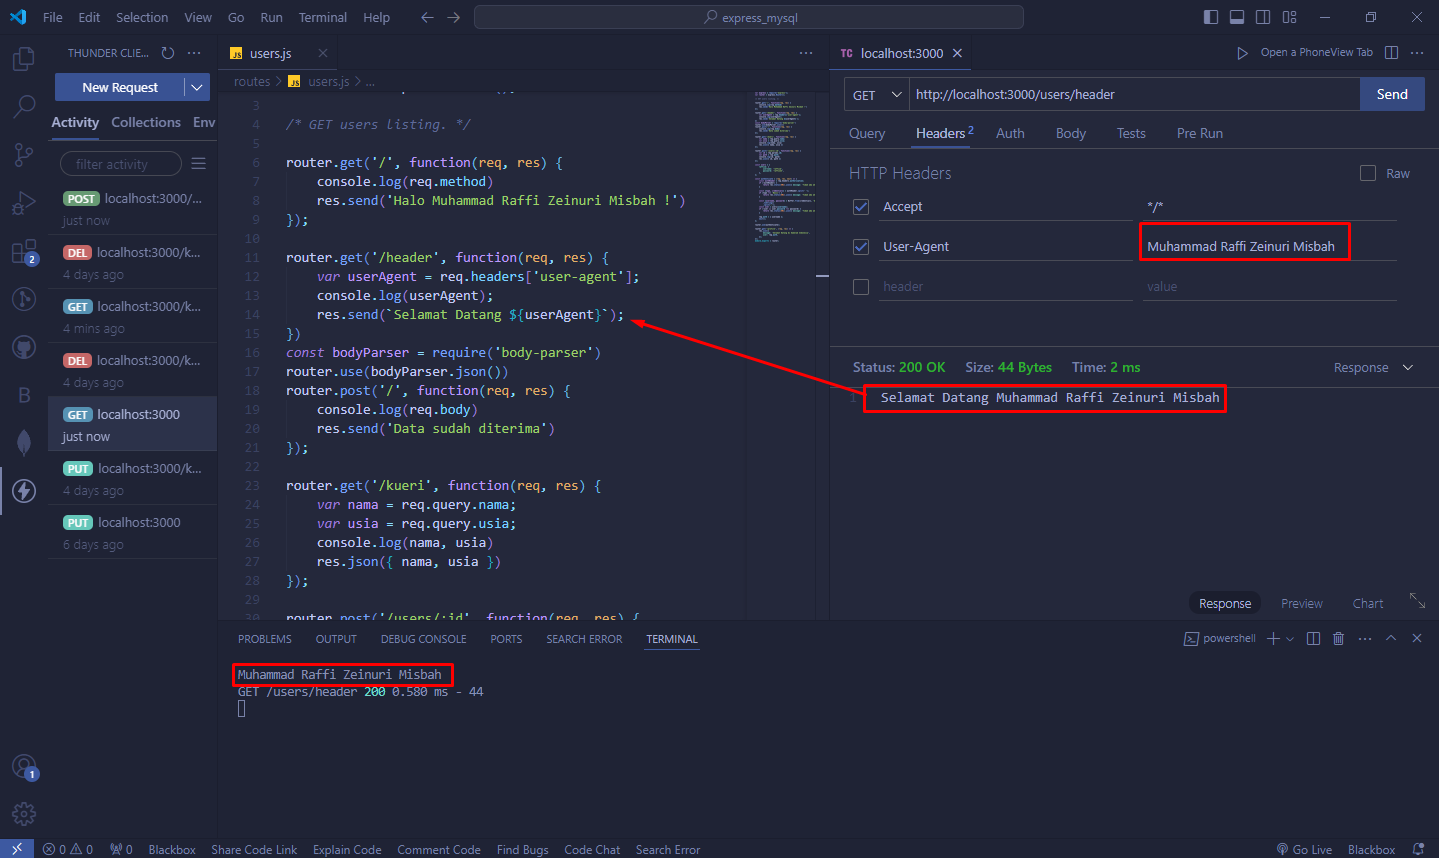 File Edit Selection View Go Run Terminal Help
express_mysql
THUNDER CLIE...
New Request
Activity Collections Env
filter activity
POST localhost:3000/...
just now
DEL localhost:3000/k...
4 days ago
GET localhost:3000/k...
4 mins ago
DEL localhost:3000/k...
4 days ago
GET localhost:3000
just now
PUT localhost:3000/k...
4 days ago
PUT localhost:3000
6 days ago
2
B
1
JS users.js
routes > JS users.js > ...
3
4 /* GET users listing. */
5
6 router.get('/', function(req, res) {
7 console.log(req.method)
8 res.send('Halo Muhammad Raffi Zeinuri Misbah !')
9 });
10
11 router.get('/header', function(req, res) {
12 var userAgent = req.headers['user-agent'];
13 console.log(userAgent);
14 res.send(`Selamat Datang ${userAgent}`);
15 })
16 const bodyParser = require('body-parser')
17 router.use(bodyParser.json())
18 router.post('/', function(req, res) {
19 console.log(req.body)
20 res.send('Data sudah diterima')
21 });
22
23 router.get('/kueri', function(req, res) {
24 var nama = req.query.nama;
25 var usia = req.query.usia;
26 console.log(nama, usia)
27 res.json({ nama, usia })
28 });
29
30 router.post('/users/:id', function(req, res) {
TC localhost:3000
Open a PhoneView Tab
GET http://localhost:3000/users/header Send
Query Headers 2 Auth Body Tests Pre Run
HTTP Headers Raw
Accept */*
User-Agent Muhammad Raffi Zeinuri Misbah
header value
Status: 200 OK Size: 44 Bytes Time: 2 ms Response
1 Selamat Datang Muhammad Raffi Zeinuri Misbah
Response Preview Chart
PROBLEMS OUTPUT DEBUG CONSOLE PORTS SEARCH ERROR TERMINAL
powershell
Muhammad Raffi Zeinuri Misbah
GET /users/header 200 0.580 ms - 44
0 0 0 Blackbox Share Code Link Explain Code Comment Code Find Bugs Code Chat Search Error Go Live Blackbox